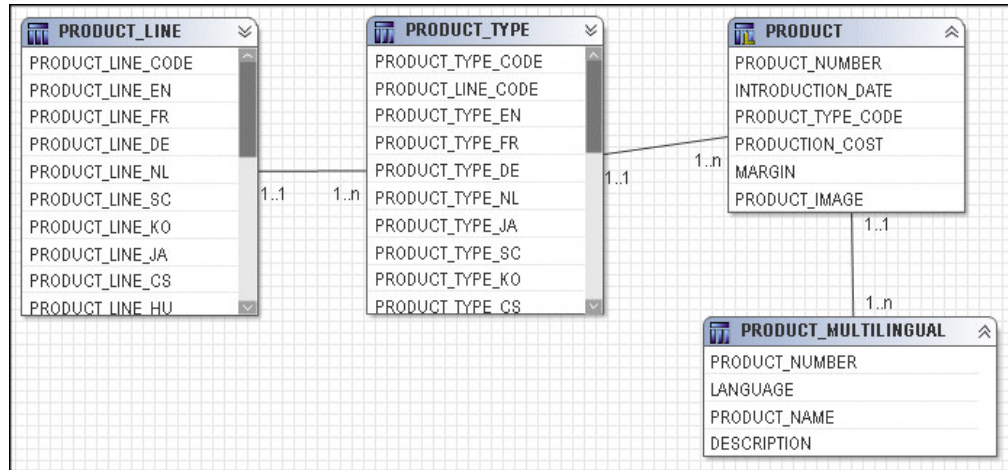 PRODUCT_LINE
PRODUCT_LINE_CODE
PRODUCT_LINE_EN
PRODUCT_LINE_FR
PRODUCT_LINE_DE
PRODUCT_LINE_NL
PRODUCT_LINE_SC
PRODUCT_LINE_KO
PRODUCT_LINE_JA
PRODUCT_LINE_CS
PRODUCT_LINE_HU
1..1
1..n
PRODUCT_TYPE
PRODUCT_TYPE_CODE
PRODUCT_LINE_CODE
PRODUCT_TYPE_EN
PRODUCT_TYPE_FR
PRODUCT_TYPE_DE
PRODUCT_TYPE_NL
PRODUCT_TYPE_JA
PRODUCT_TYPE_SC
PRODUCT_TYPE_KO
PRODUCT_TYPE_CS
1..1
1..n
PRODUCT
PRODUCT_NUMBER
INTRODUCTION_DATE
PRODUCT_TYPE_CODE
PRODUCTION_COST
MARGIN
PRODUCT_IMAGE
1..1
1..n
PRODUCT_MULTILINGUAL
PRODUCT_NUMBER
LANGUAGE
PRODUCT_NAME
DESCRIPTION